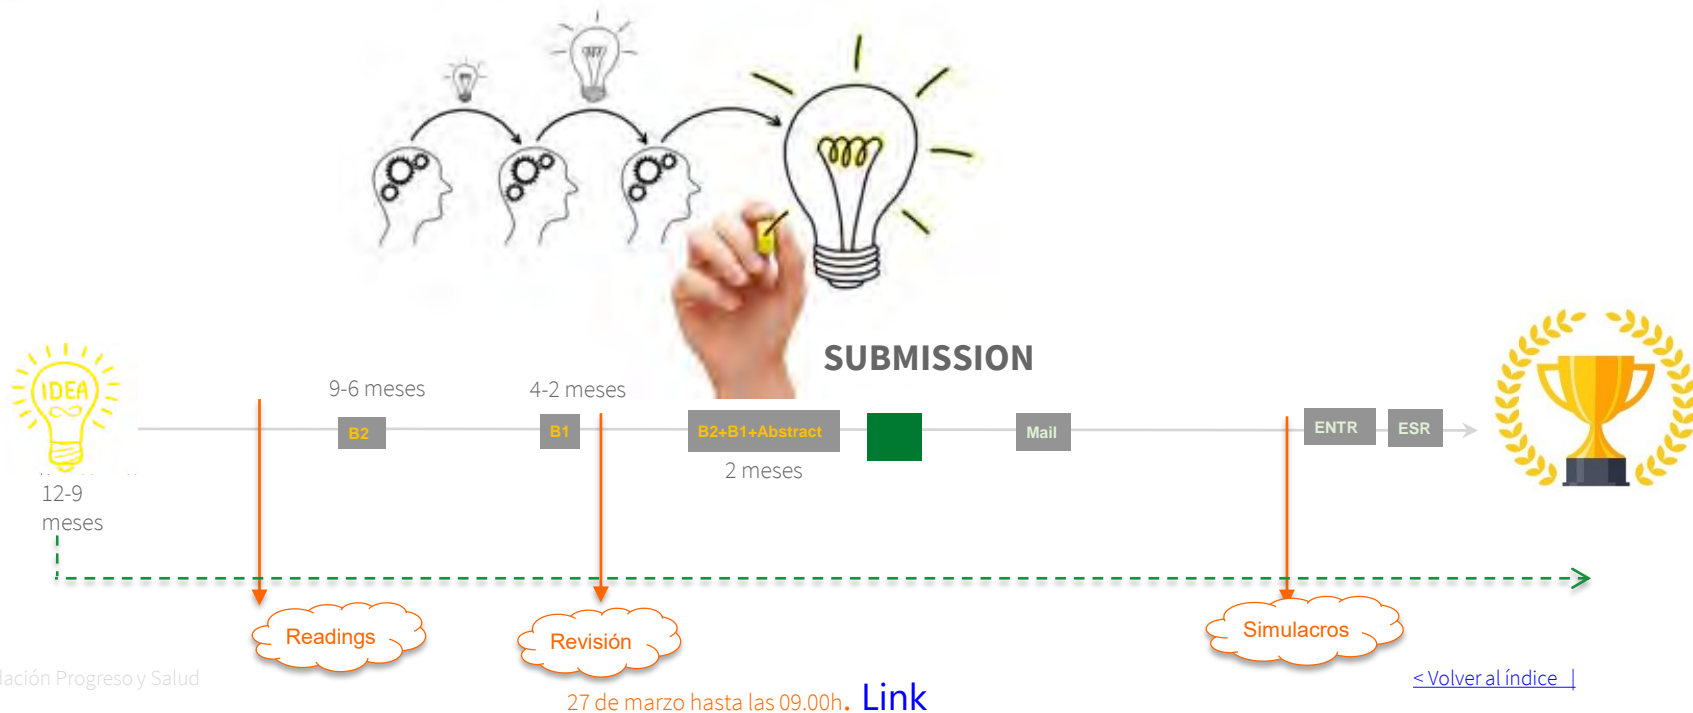 SUBMISSION
IDEA
9-6 meses
4-2 meses
B2
B1
B2+B1+Abstract
Mail
ENTR
ESR
2 meses
12-9
meses
Readings
Revisión
Simulacros
Progreso y Salud
< Volver al índice |
27 de marzo hasta las 09.00h. Link